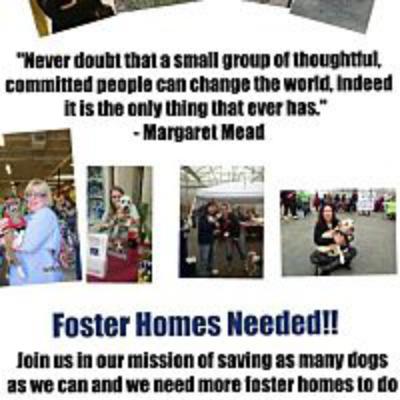 "Never doubt that a small group of thoughtful,
committed people can change the world, Indeed
it is the only thing that ever has."
- Margaret Mead
Foster Homes Needed!!
Join us in our mission of saving as many dogs
as we can and we need more foster homes to do